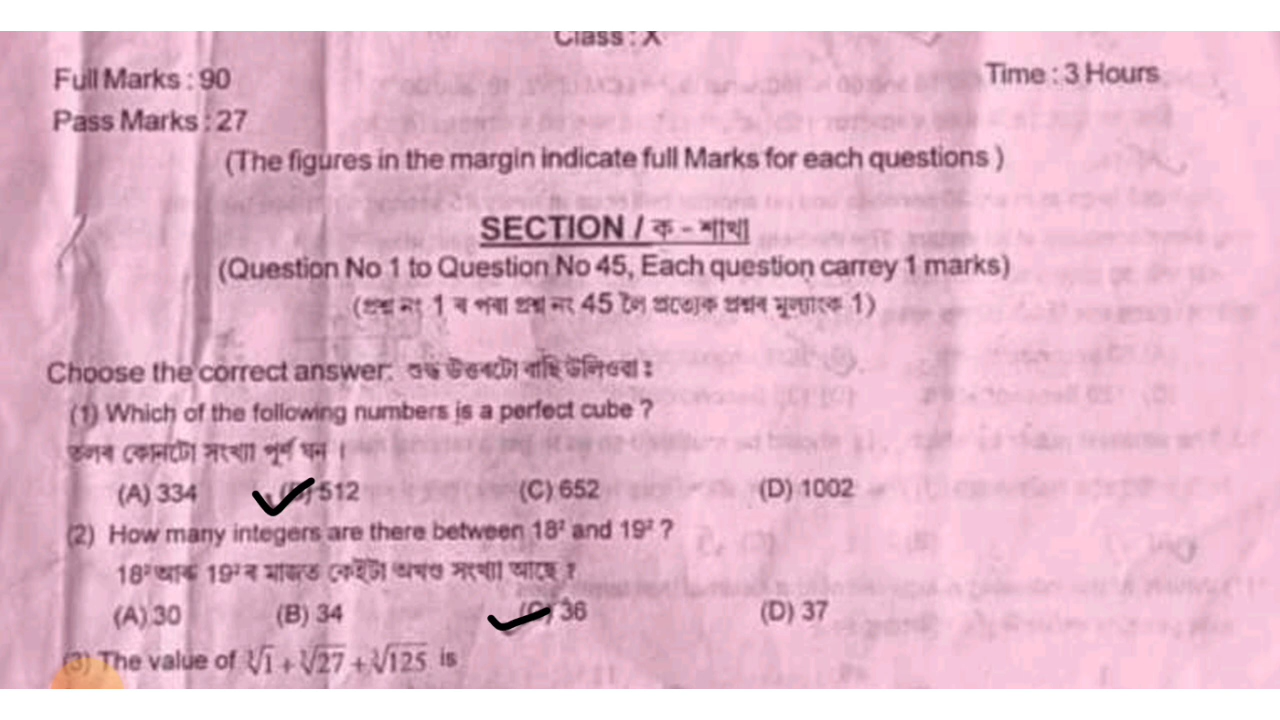 Class : X
Full Marks : 90
Time : 3 Hours
Pass Marks : 27
(The figures in the margin indicate full Marks for each questions )
SECTION / ক - শাখা
(Question No 1 to Question No 45, Each question carrey 1 marks)
(প্ৰশ্ন নং 1 ৰ পৰা প্ৰশ্ন নং 45 লৈ প্ৰত্যেক প্ৰশ্নৰ মূল্যাংক 1)
Choose the correct answer: শুদ্ধ উত্তৰটো বাছি উলিওৱা :
(1) Which of the following numbers is a perfect cube ?
তলৰ কোনটো সংখ্যা পূৰ্ণ ঘন ।
(A) 334 (B) 512 (C) 652 (D) 1002
(2) How many integers are there between 18² and 19² ?
18² আৰু 19² ৰ মাজত কেইটা অখণ্ড সংখ্যা আছে ?
(A) 30 (B) 34 (C) 36 (D) 37
(3) The value of ∛1 + ∛27 + ∛125 is